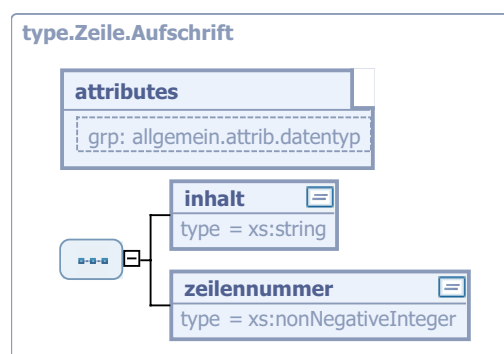 type.Zeile.Aufschrift
attributes
grp: allgemein.attrib.datentyp
inhalt
type = xs:string
zeilennummer
type = xs:nonNegativeInteger